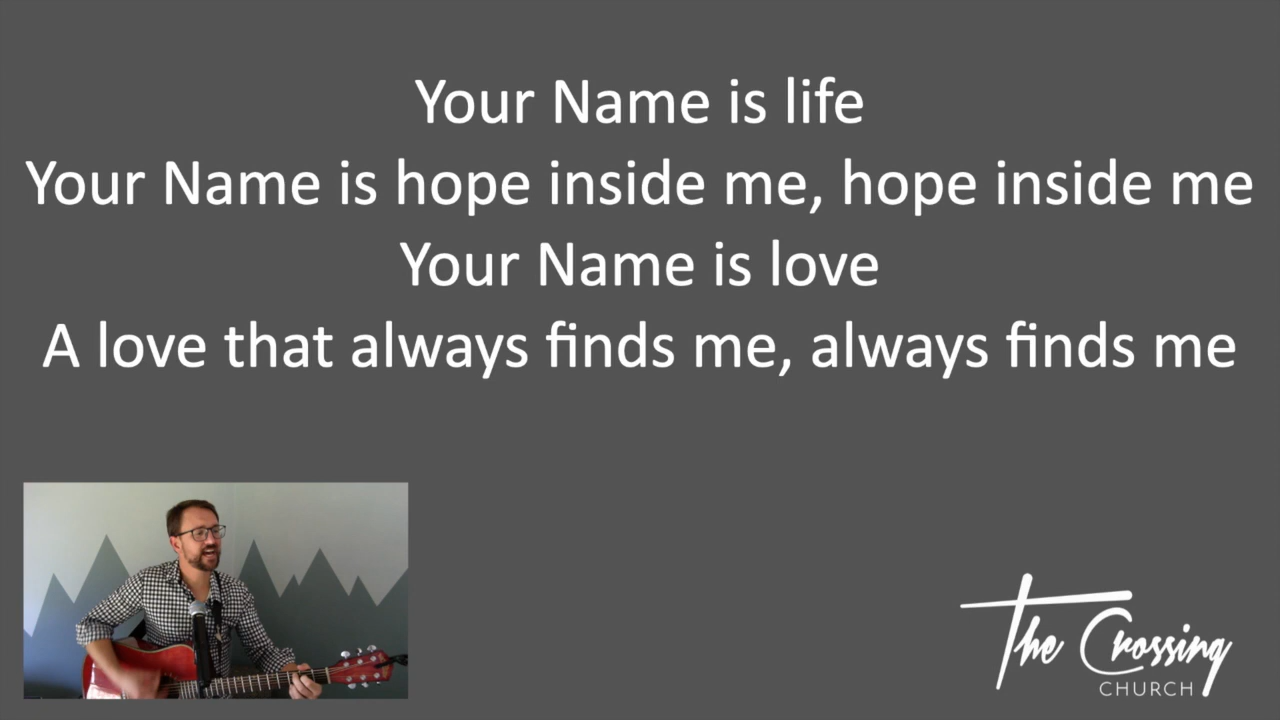 Your Name is life
Your Name is hope inside me, hope inside me
Your Name is love
A love that always finds me, always finds me
The Crossing
CHURCH